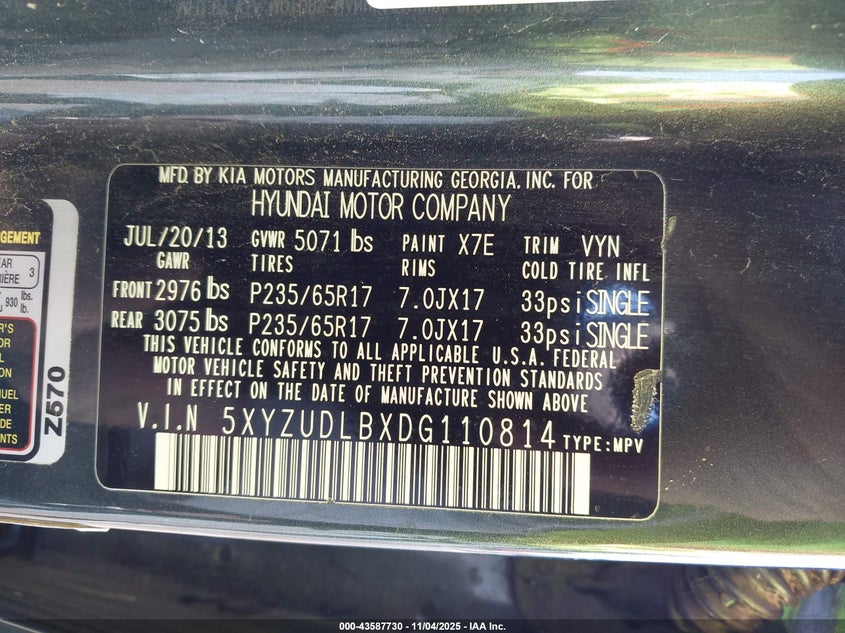 MFD. BY KIA MOTORS MANUFACTURING GEORGIA, INC. FOR
HYUNDAI MOTOR COMPANY
JUL/20/13 GVWR 5071 lbs PAINT X7E TRIM VYN
GAWR TIRES RIMS COLD TIRE INFL
FRONT 2976 lbs P235/65R17 7.0JX17 33psi SINGLE
REAR 3075 lbs P235/65R17 7.0JX17 33psi SINGLE
THIS VEHICLE CONFORMS TO ALL APPLICABLE U.S.A. FEDERAL
MOTOR VEHICLE SAFETY AND THEFT PREVENTION STANDARDS
IN EFFECT ON THE DATE OF MANUFACTURE SHOWN ABOVE
V.I.N 5XYZUDLBXDG110814 TYPE:MPV
3
930 lbs.
lb.
Z570
000-43587730 - 11/04/2025 - IAA Inc.